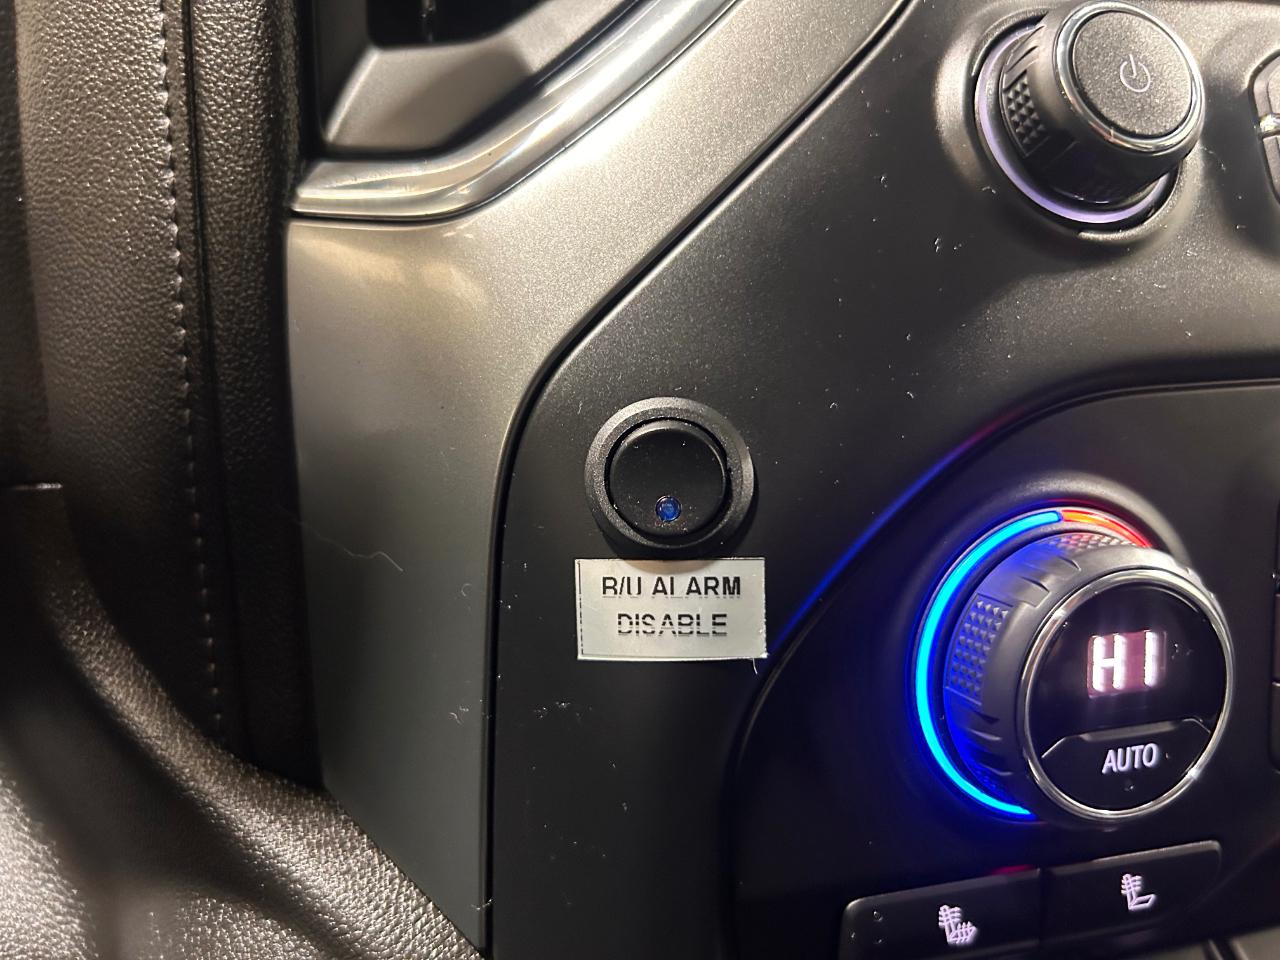 B/U ALARM
DISABLE
HI
AUTO